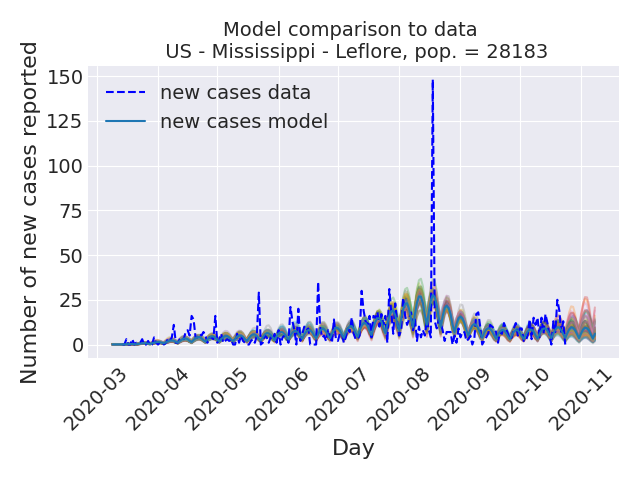 Model comparison to data
US - Mississippi - Leflore, pop. = 28183
Number of new cases reported
150
125
100
75
50
25
0
new cases data
new cases model
2020-03
2020-04
2020-05
2020-06
2020-07
2020-08
2020-09
2020-10
2020-11
Day